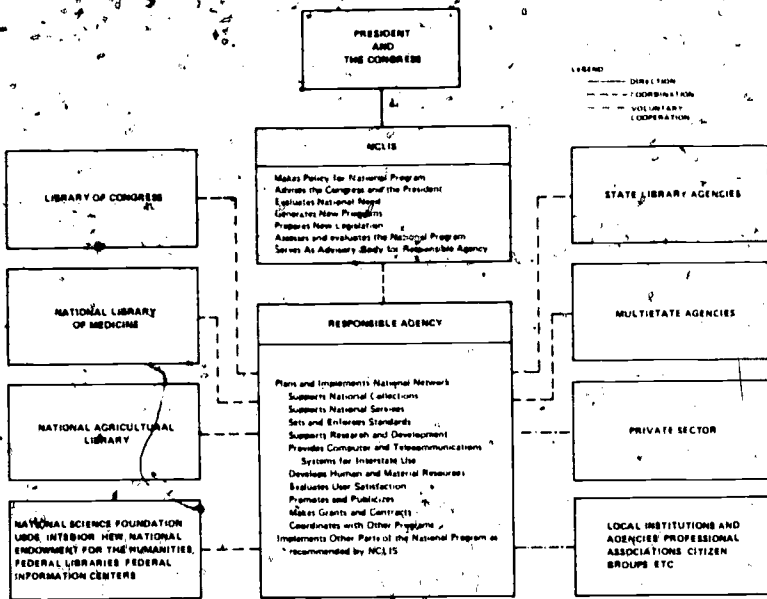 PRESIDENT
AND
THE CONGRESS
LEGEND
DIRECTION
COORDINATION
VOLUNTARY
COOPERATION
NCLIS
Makes Policy for National Program
Advises the Congress and the President
Evaluates National Need
Generates New Programs
Prepares New Legislation
Assesses and evaluates the National Program
Serves As Advisory Body for Responsible Agency
LIBRARY OF CONGRESS
NATIONAL LIBRARY
OF MEDICINE
NATIONAL AGRICULTURAL
LIBRARY
NATIONAL SCIENCE FOUNDATION
USOE, INTERIOR HEW, NATIONAL
ENDOWMENT FOR THE HUMANITIES,
FEDERAL LIBRARIES FEDERAL
INFORMATION CENTERS
RESPONSIBLE AGENCY
Plans and Implements National Network
Supports National Collections
Supports National Services
Sets and Enforces Standards
Supports Research and Development
Provides Computer and Telecommunications
Systems for Interstate Use
Develops Human and Material Resources
Evaluates User Satisfaction
Promotes and Publicizes
Makes Grants and Contracts
Coordinates with Other Programs
Implements Other Parts of the National Program as
recommended by NCLIS
STATE LIBRARY AGENCIES
MULTIETATE AGENCIES
PRIVATE SECTOR
LOCAL INSTITUTIONS AND
AGENCIES PROFESSIONAL
ASSOCIATIONS CITIZEN
GROUPS ETC